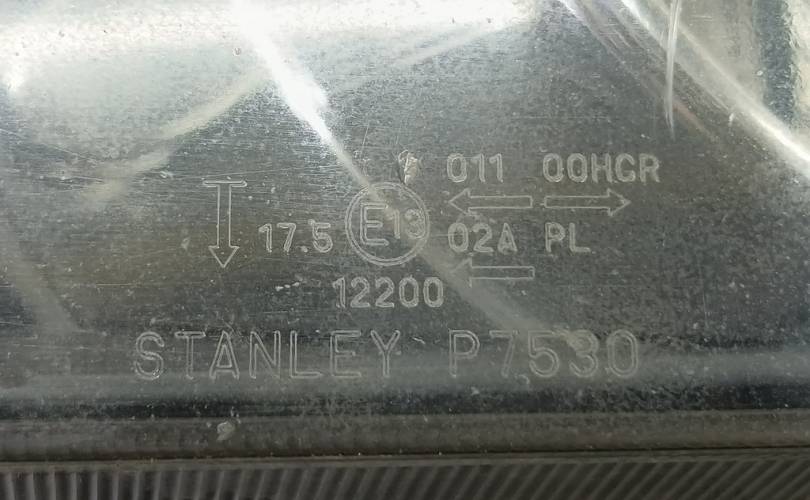 011 00HCR
17.5 E13 02A PL
12200
STANLEY P7530